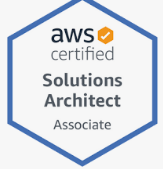 aws
certified
Solutions
Architect
Associate